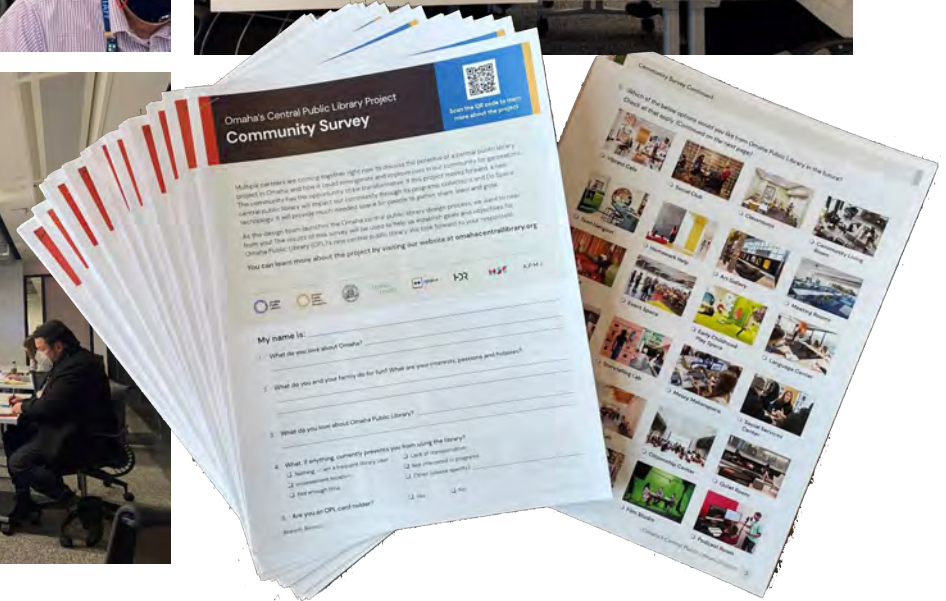 Omaha's Central Public Library Project
Community Survey
Scan the QR code to learn
more about the project
Multiple partners are coming together right now to discuss the potential of a central public library
project in Omaha and how it could reinvigorate and inspire in our community for generations.
The community has the opportunity to be transformative. If this project moves forward, a new
central public library will impact our community through its programs, collections and Do Space
technology. It will provide much needed space for people to gather, share, learn and grow.
As the design team launches the Omaha central public library design process, we want to hear
from you! The results of this survey will be used to help us establish goals and objectives for
Omaha Public Library (OPL)'s new central public library. We look forward to your responses!
You can learn more about the project by visiting our website at omahacentrallibrary.org
HDR
APMA
My name is:
1. What do you love about Omaha?
2. What do you and your family do for fun? What are your interests, passions and hobbies?
3. What do you love about Omaha Public Library?
4. What, if anything, currently prevents you from using the library?
Nothing — I am a frequent library user
Lack of transportation
Inconvenient location
Not interested in programs
Not enough time
Other (please specify)
5. Are you an OPL card holder?
Yes
No
Community Survey Continued
Which of the below options would you like from Omaha Public Library in the future?
Check all that apply. (Continued on the next page)
Vibrant Cafe
Social Club
Classrooms
Community Living
Room
Homework Help
Art Gallery
Meeting Rooms
Event Space
Early Childhood
Play Space
Language Center
Storytelling Lab
Messy Makerspace
Social Services
Center
Citizenship Center
Quiet Room
Film Studio
Podcast Room